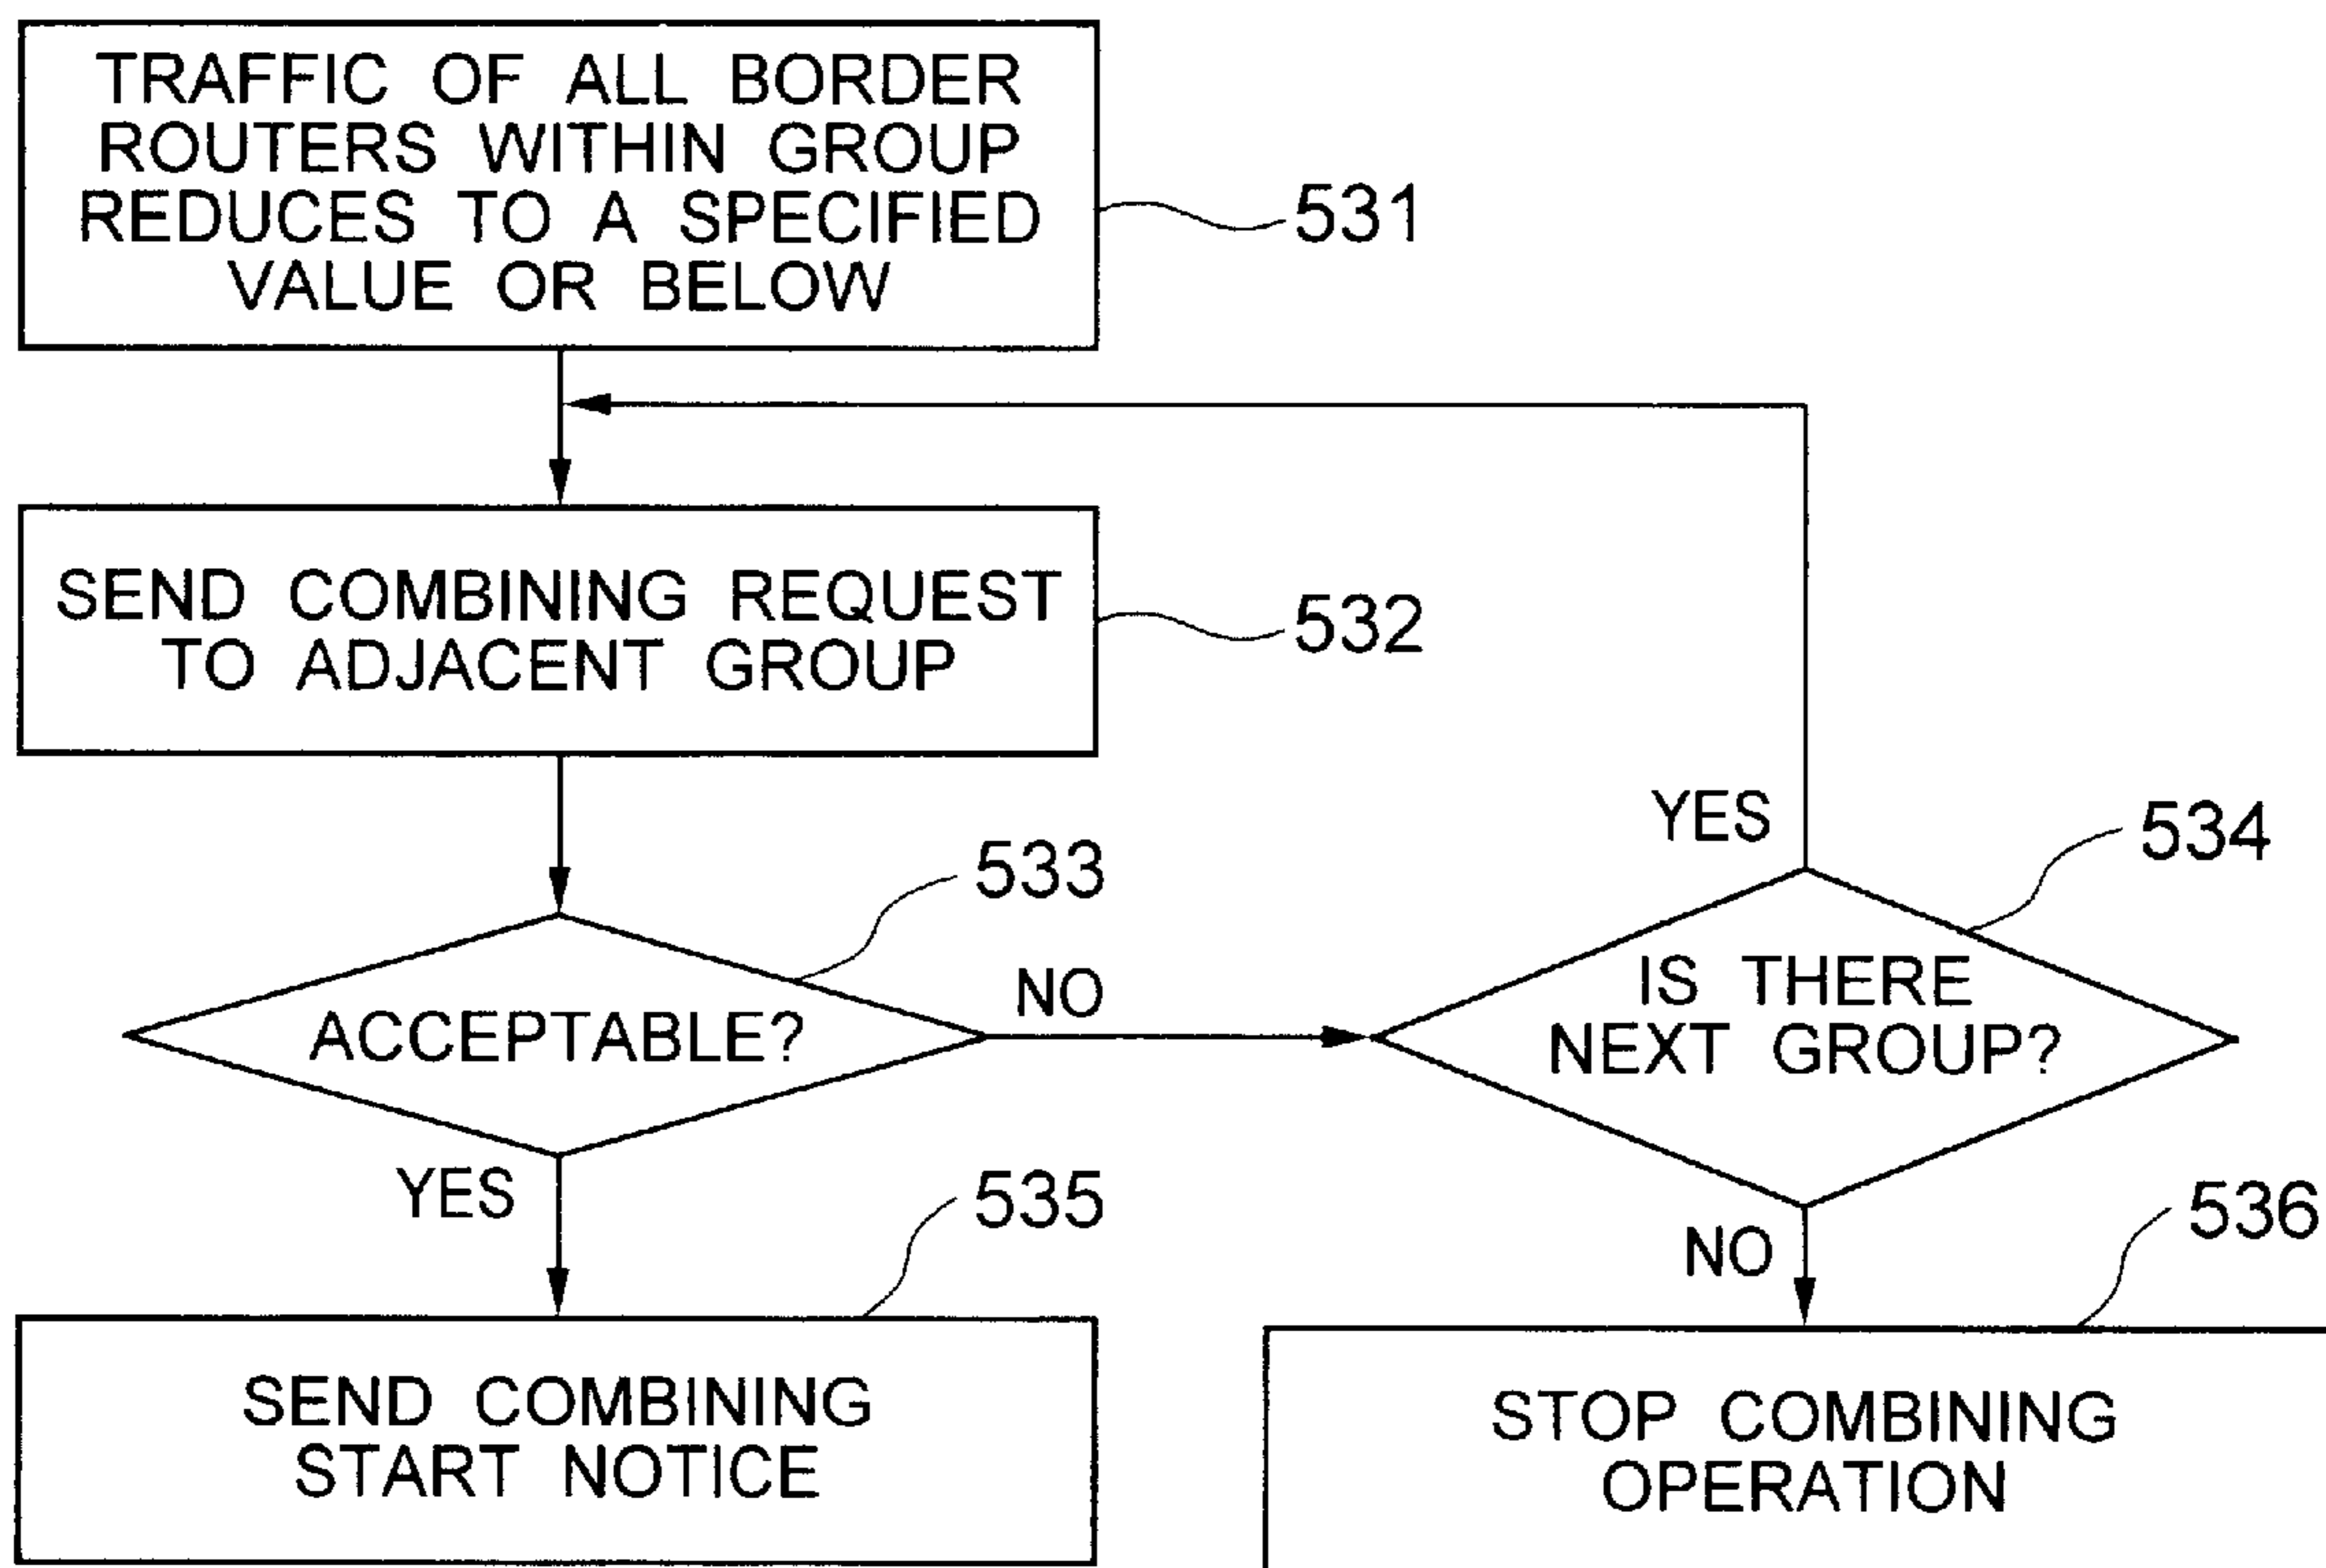 TRAFFIC OF ALL BORDER
ROUTERS WITHIN GROUP
REDUCES TO A SPECIFIED
VALUE OR BELOW
531
SEND COMBINING REQUEST
TO ADJACENT GROUP
532
533
ACCEPTABLE?
NO
YES
534
IS THERE
NEXT GROUP?
YES
NO
535
SEND COMBINING
START NOTICE
536
STOP COMBINING
OPERATION